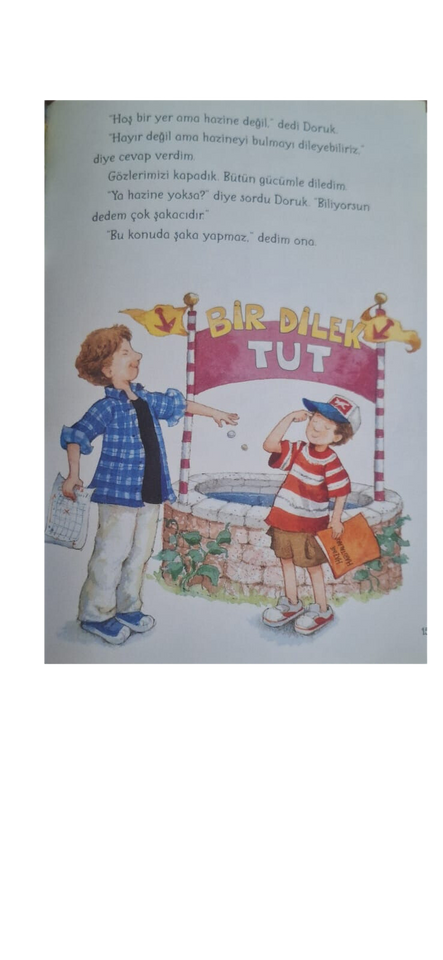 "Hoş bir yer ama hazine değil," dedi Doruk.
"Hayır değil ama hazineyi bulmayı dileyebiliriz,"
diye cevap verdim.
Gözlerimizi kapadık. Bütün gücümle diledim.
"Ya hazine yoksa?" diye sordu Doruk. "Biliyorsun
dedem çok şakacıdır."
"Bu konuda şaka yapmaz," dedim ona.
BİR DİLEK
TUT